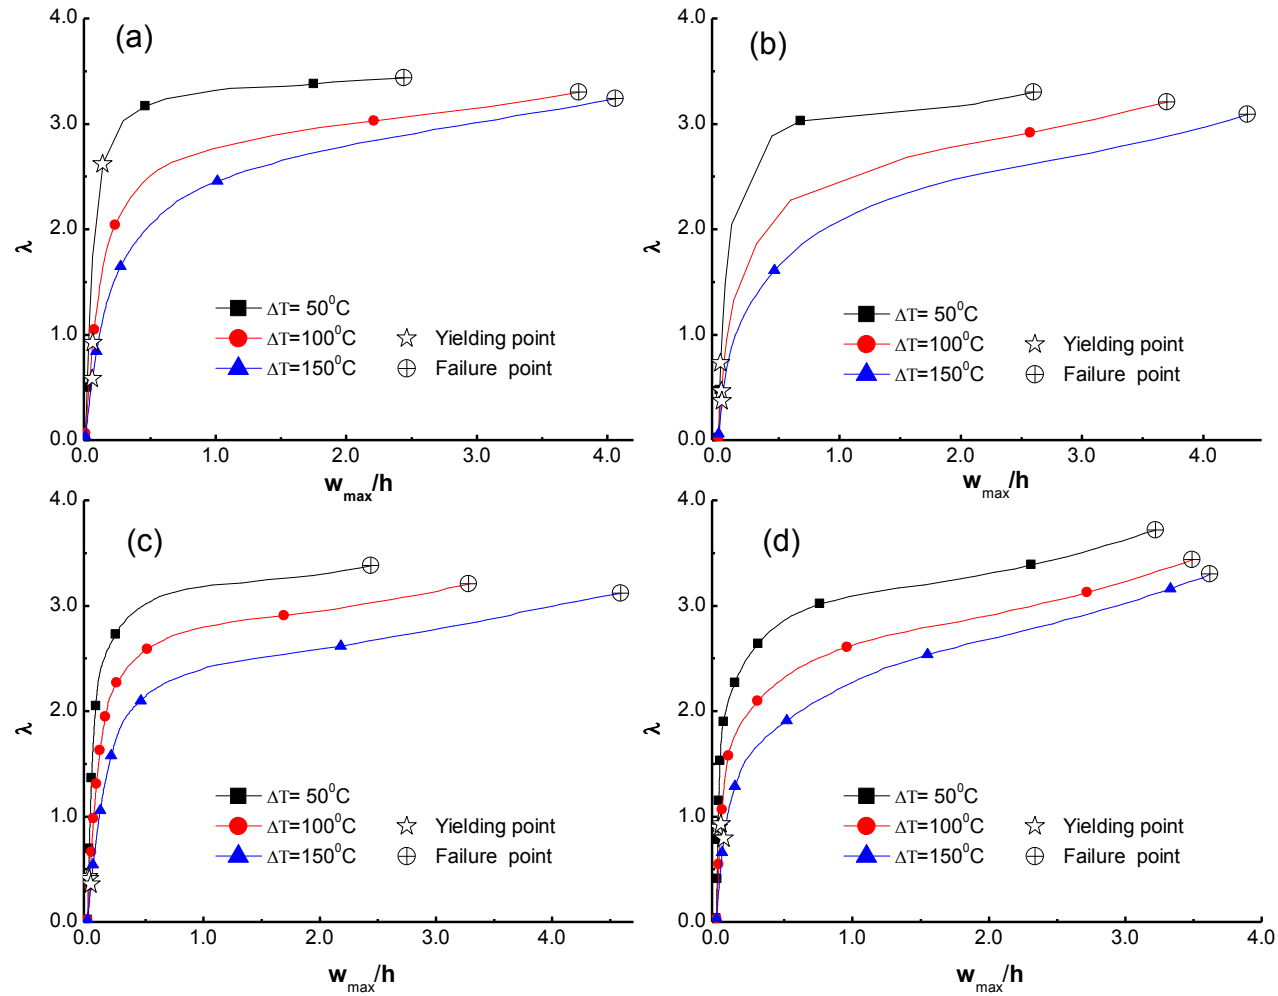 (a)
4.0
3.0
2.0
1.0
0.0
λ
ΔT= 50⁰C
ΔT=100⁰C
ΔT=150⁰C
Yielding point
Failure point
0.0 1.0 2.0 3.0 4.0
w_max/h
(b)
4.0
3.0
2.0
1.0
0.0
λ
ΔT= 50⁰C
ΔT=100⁰C
ΔT=150⁰C
Yielding point
Failure point
0.0 1.0 2.0 3.0 4.0
w_max/h
(c)
4.0
3.0
2.0
1.0
0.0
λ
ΔT= 50⁰C
ΔT=100⁰C
ΔT=150⁰C
Yielding point
Failure point
0.0 1.0 2.0 3.0 4.0
w_max/h
(d)
4.0
3.0
2.0
1.0
0.0
λ
ΔT= 50⁰C
ΔT=100⁰C
ΔT=150⁰C
Yielding point
Failure point
0.0 1.0 2.0 3.0 4.0
w_max/h